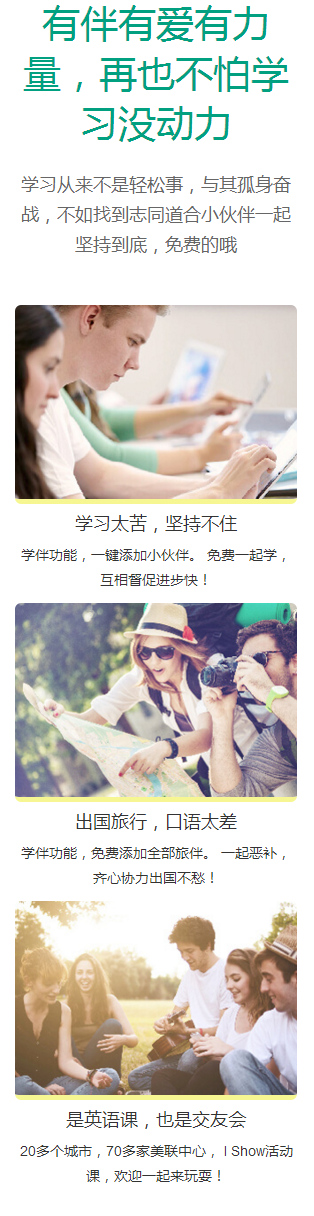 有伴有爱有力
量，再也不怕学
习没动力
学习从来不是轻松事，与其孤身奋
战，不如找到志同道合小伙伴一起
坚持到底，免费的哦
学习太苦，坚持不住
学伴功能，一键添加小伙伴。 免费一起学，
互相督促进步快！
出国旅行，口语太差
学伴功能，免费添加全部旅伴。 一起恶补，
齐心协力出国不愁！
是英语课，也是交友会
20多个城市，70多家美联中心， I Show活动
课，欢迎一起来玩耍！